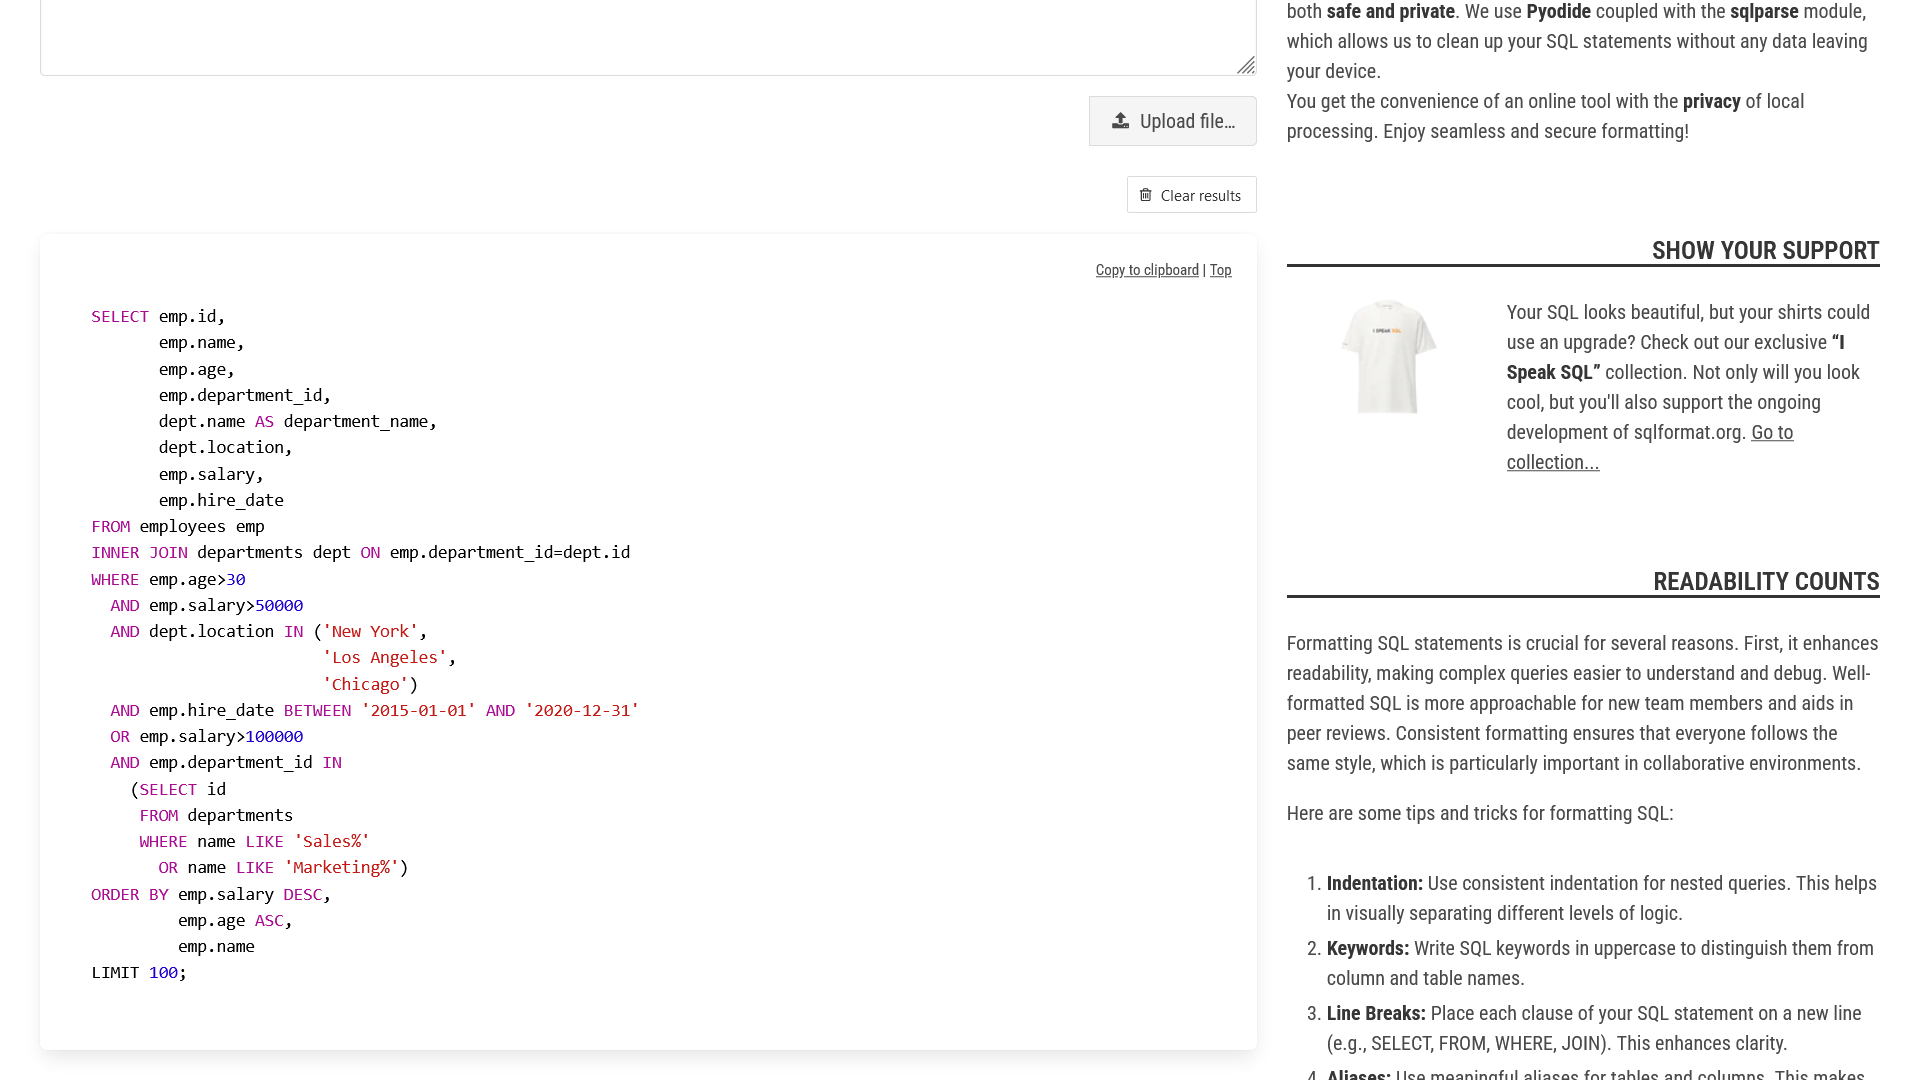 both safe and private. We use Pyodide coupled with the sqlparse module,
which allows us to clean up your SQL statements without any data leaving
your device.
You get the convenience of an online tool with the privacy of local
processing. Enjoy seamless and secure formatting!
Upload file…
Clear results
Copy to clipboard | Top
SELECT emp.id,
       emp.name,
       emp.age,
       emp.department_id,
       dept.name AS department_name,
       dept.location,
       emp.salary,
       emp.hire_date
FROM employees emp
INNER JOIN departments dept ON emp.department_id=dept.id
WHERE emp.age>30
  AND emp.salary>50000
  AND dept.location IN ('New York',
                        'Los Angeles',
                        'Chicago')
  AND emp.hire_date BETWEEN '2015-01-01' AND '2020-12-31'
  OR emp.salary>100000
  AND emp.department_id IN
    (SELECT id
     FROM departments
     WHERE name LIKE 'Sales%'
       OR name LIKE 'Marketing%')
ORDER BY emp.salary DESC,
         emp.age ASC,
         emp.name
LIMIT 100;
SHOW YOUR SUPPORT
I SPEAK SQL
Your SQL looks beautiful, but your shirts could
use an upgrade? Check out our exclusive “I
Speak SQL” collection. Not only will you look
cool, but you'll also support the ongoing
development of sqlformat.org. Go to
collection...
READABILITY COUNTS
Formatting SQL statements is crucial for several reasons. First, it enhances
readability, making complex queries easier to understand and debug. Well-
formatted SQL is more approachable for new team members and aids in
peer reviews. Consistent formatting ensures that everyone follows the
same style, which is particularly important in collaborative environments.
Here are some tips and tricks for formatting SQL:
1. Indentation: Use consistent indentation for nested queries. This helps
in visually separating different levels of logic.
2. Keywords: Write SQL keywords in uppercase to distinguish them from
column and table names.
3. Line Breaks: Place each clause of your SQL statement on a new line
(e.g., SELECT, FROM, WHERE, JOIN). This enhances clarity.
4. Aliases: Use meaningful aliases for tables and columns. This makes